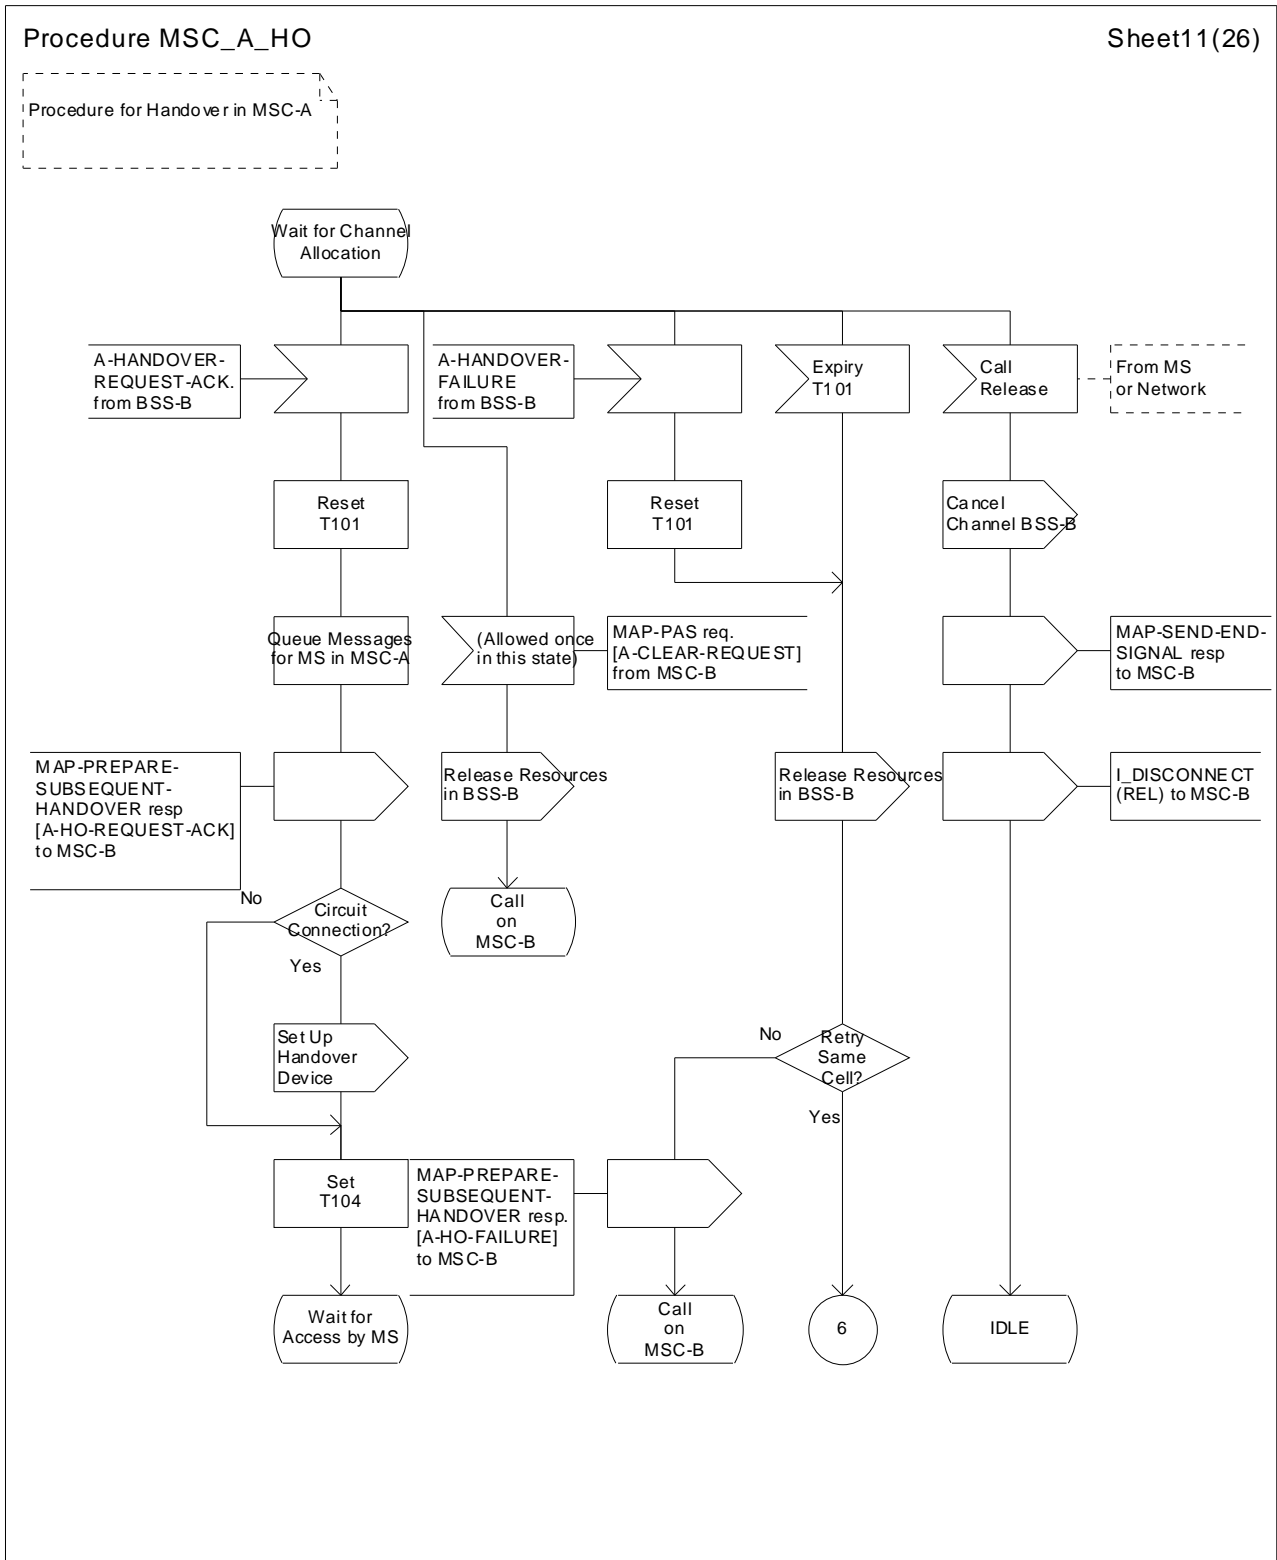 Procedure MSC_A_HO
Sheet11(26)
Procedure for Handover in MSC-A
Wait for Channel
Allocation
A-HANDOVER-
REQUEST-ACK.
from BSS-B
A-HANDOVER-
FAILURE
from BSS-B
Expiry
T101
Call
Release
From MS
or Network
Reset
T101
Reset
T101
Cancel
Channel BSS-B
Queue Messages
for MS in MSC-A
(Allowed once
in this state)
MAP-PAS req.
[A-CLEAR-REQUEST]
from MSC-B
MAP-SEND-END-
SIGNAL resp
to MSC-B
MAP-PREPARE-
SUBSEQUENT-
HANDOVER resp
[A-HO-REQUEST-ACK]
to MSC-B
Release Resources
in BSS-B
Release Resources
in BSS-B
I_DISCONNECT
(REL) to MSC-B
No
Circuit
Connection?
Yes
Call
on
MSC-B
Set Up
Handover
Device
No
Retry
Same
Cell?
Yes
Set
T104
MAP-PREPARE-
SUBSEQUENT-
HANDOVER resp.
[A-HO-FAILURE]
to MSC-B
Wait for
Access by MS
Call
on
MSC-B
6
IDLE